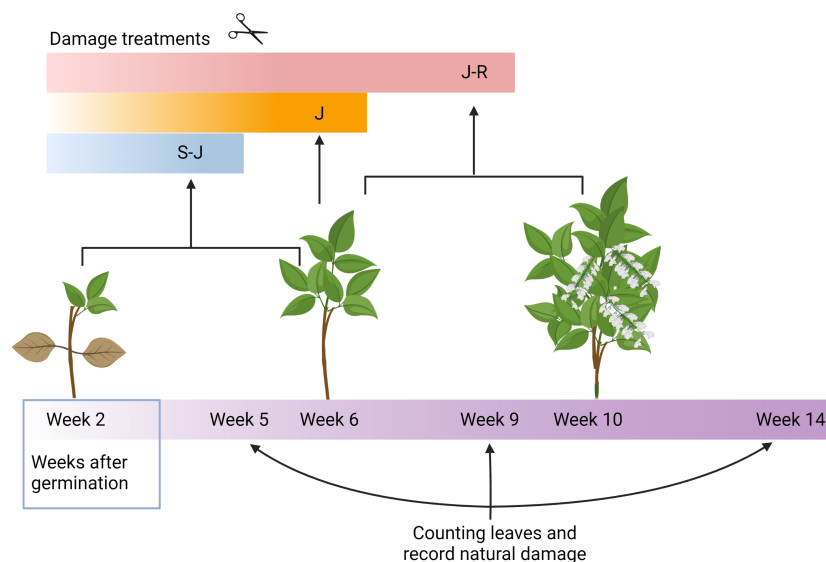 Damage treatments
J-R
J
S-J
Week 2
Week 5
Week 6
Week 9
Week 10
Week 14
Weeks after
germination
Counting leaves and
record natural damage